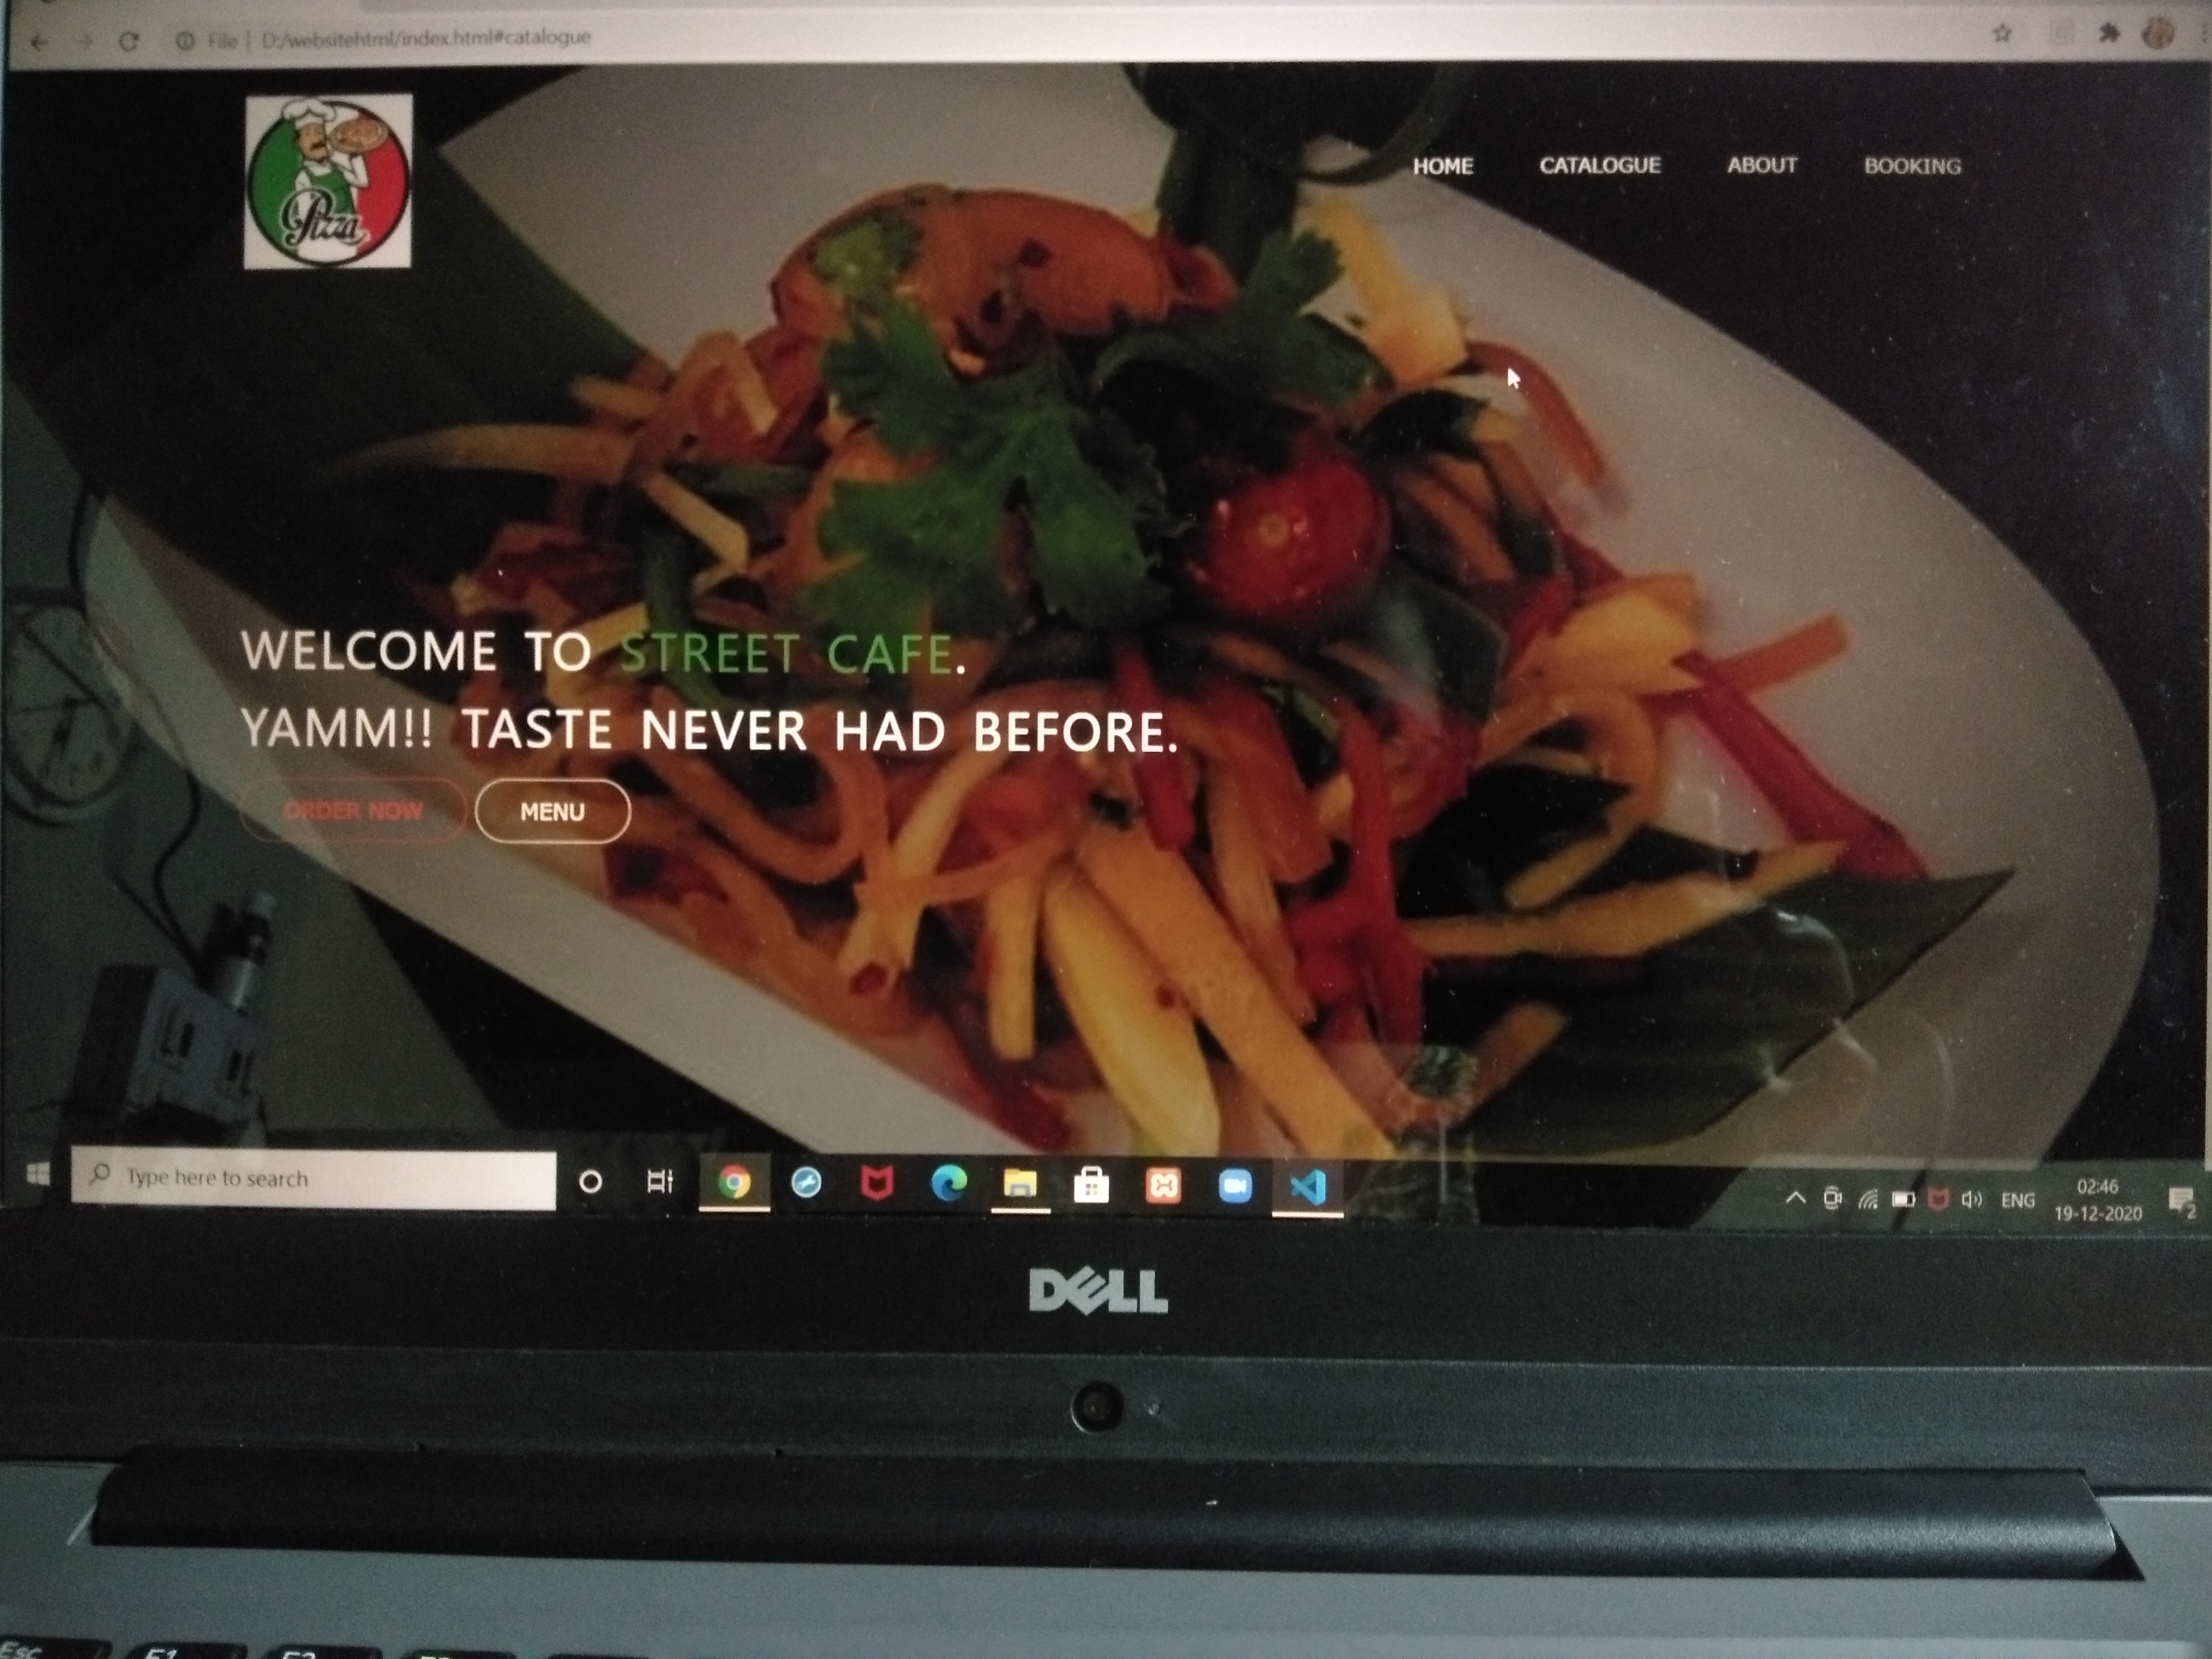 File | D:/websitehtml/index.html#catalogue
Pizza
HOME CATALOGUE ABOUT BOOKING
WELCOME TO STREET CAFE.
YAMM!! TASTE NEVER HAD BEFORE.
ORDER NOW MENU
Type here to search
ENG
02:46
19-12-2020
2
DELL
Esc F1 F2